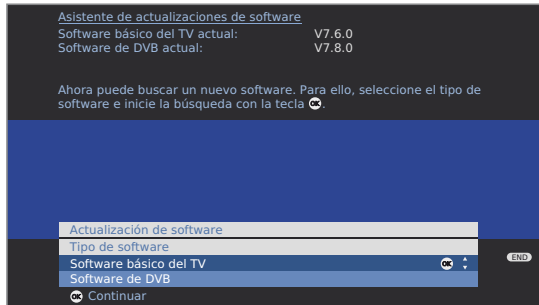 Asistente de actualizaciones de software
Software básico del TV actual: V7.6.0
Software de DVB actual: V7.8.0
Ahora puede buscar un nuevo software. Para ello, seleccione el tipo de
software e inicie la búsqueda con la tecla OK.
Actualización de software
Tipo de software
Software básico del TV OK
END
Software de DVB
OK Continuar